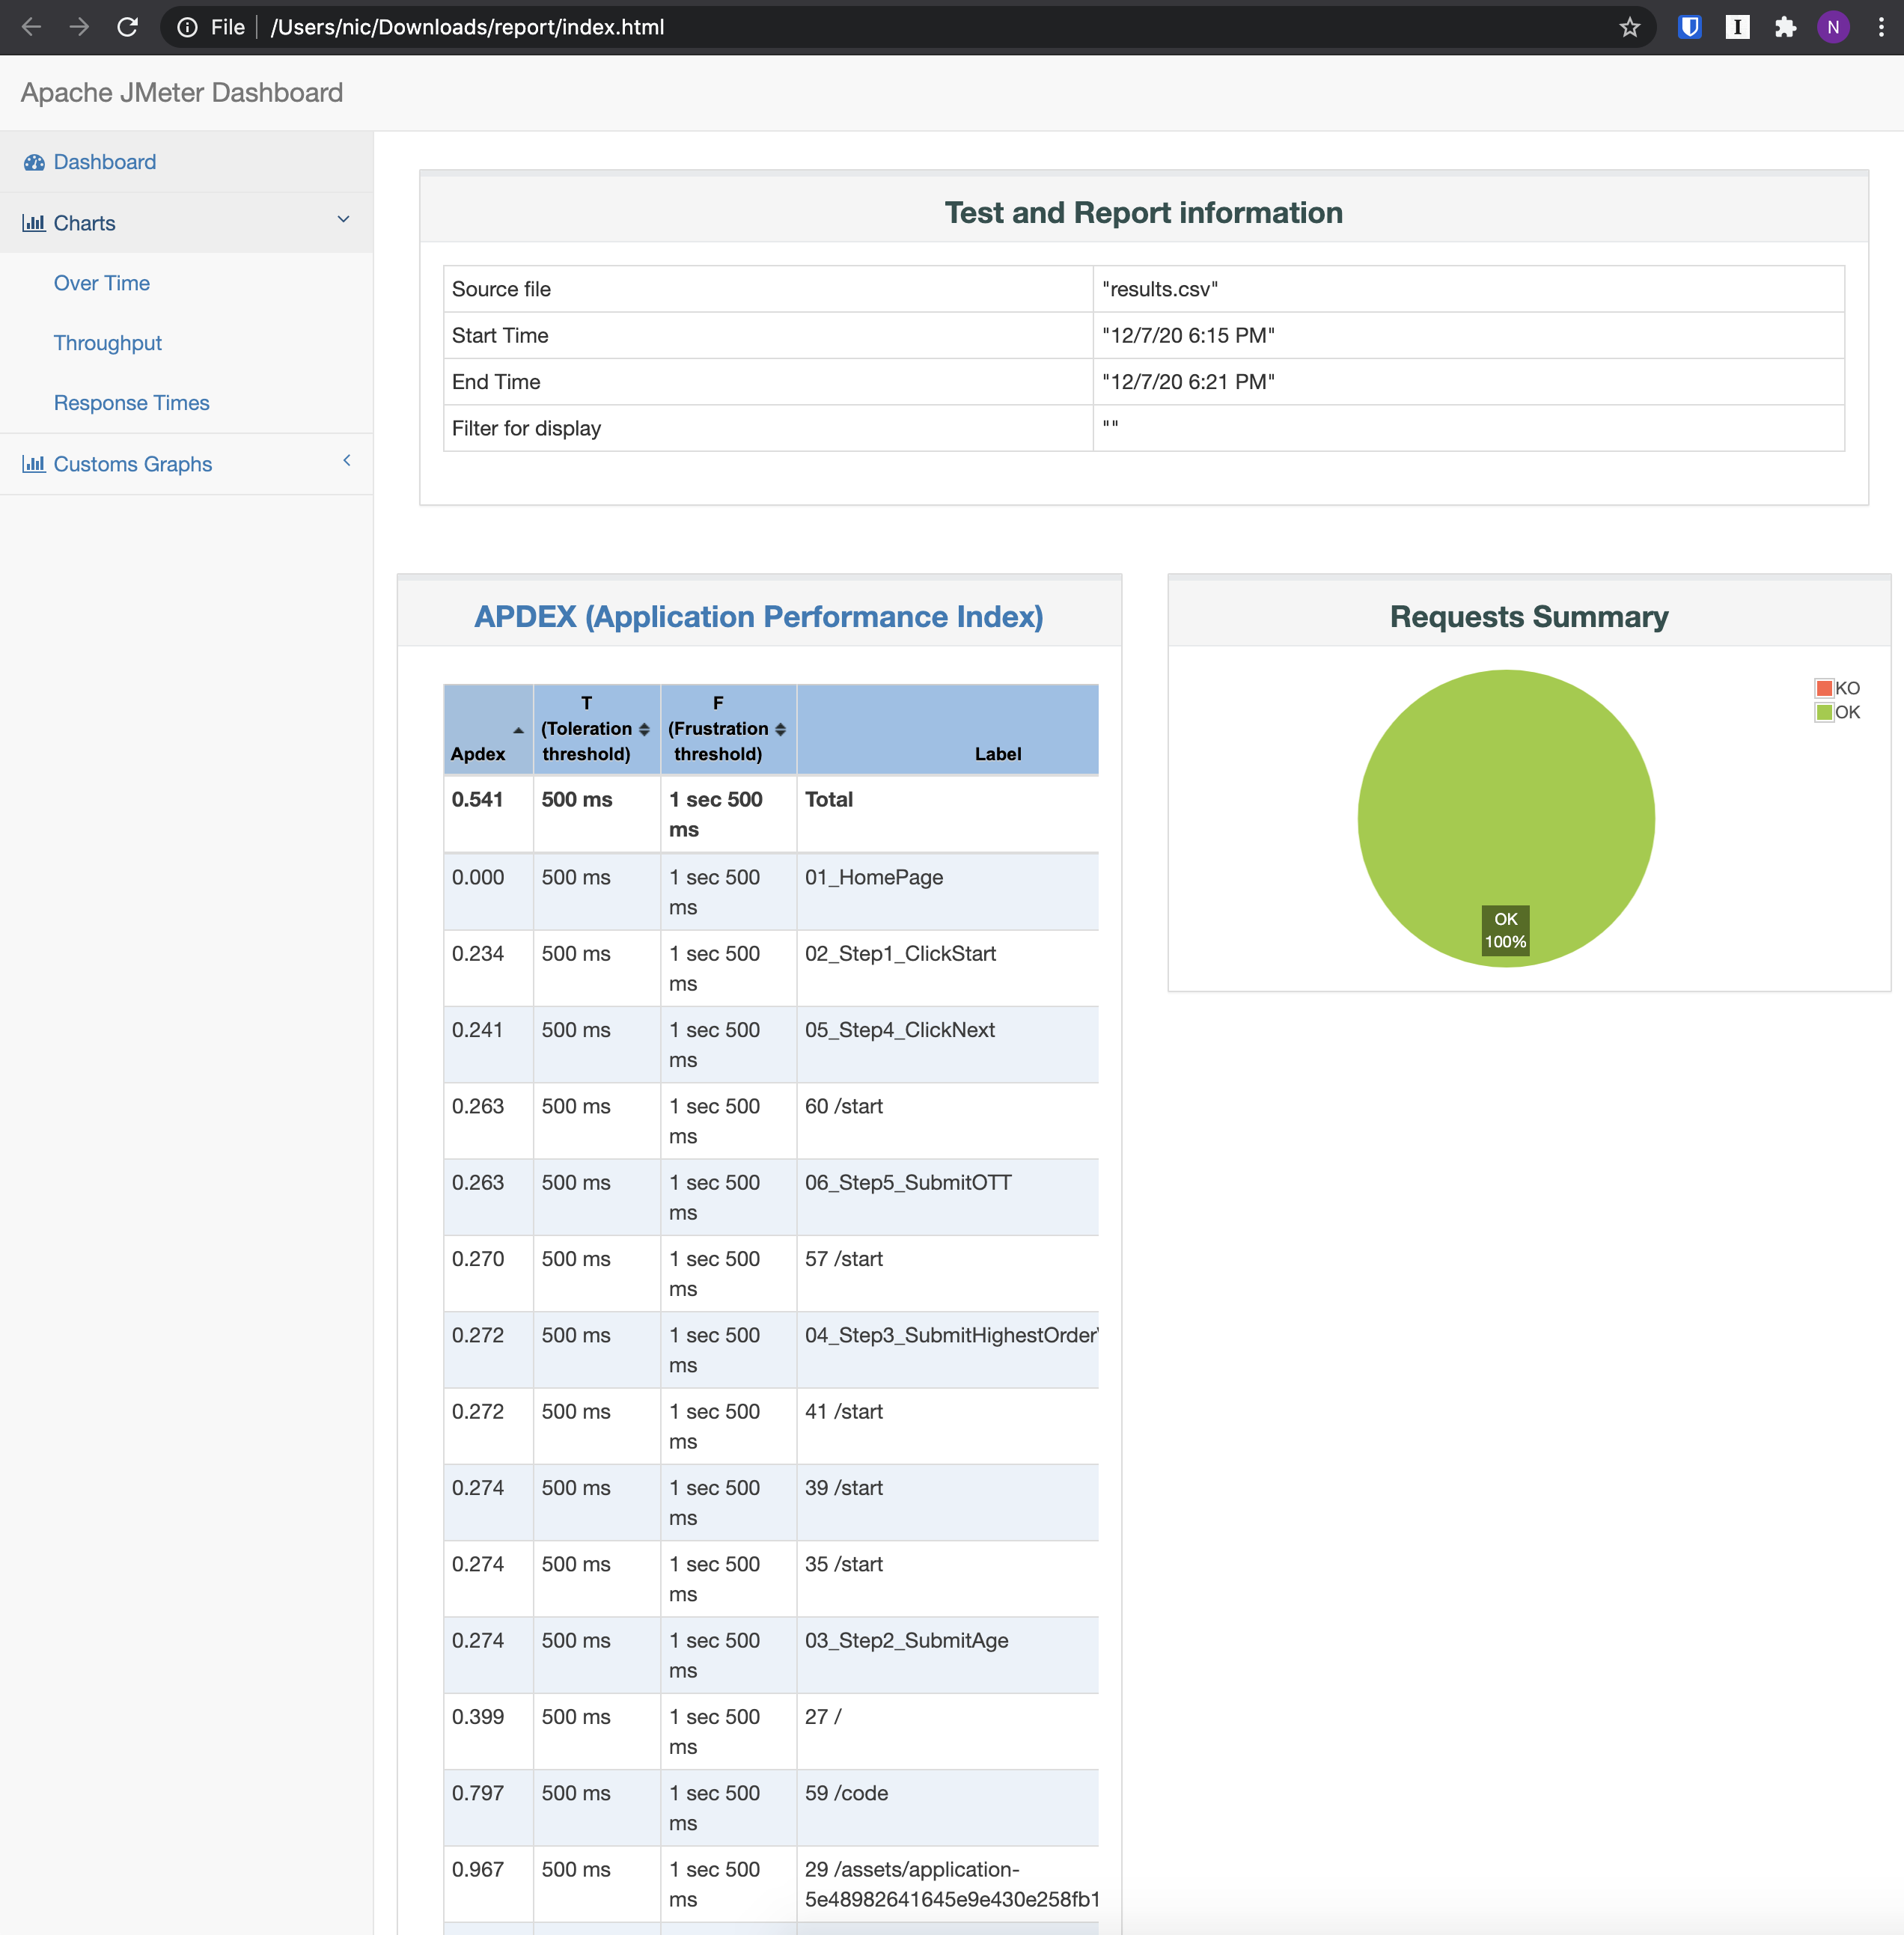 File | /Users/nic/Downloads/report/index.html
N
Apache JMeter Dashboard
Dashboard
Charts
Over Time
Throughput
Response Times
Customs Graphs
Test and Report information
Source file "results.csv"
Start Time "12/7/20 6:15 PM"
End Time "12/7/20 6:21 PM"
Filter for display ""
APDEX (Application Performance Index)
Apdex T (Toleration threshold) F (Frustration threshold) Label
0.541 500 ms 1 sec 500 ms Total
0.000 500 ms 1 sec 500 ms 01_HomePage
0.234 500 ms 1 sec 500 ms 02_Step1_ClickStart
0.241 500 ms 1 sec 500 ms 05_Step4_ClickNext
0.263 500 ms 1 sec 500 ms 60 /start
0.263 500 ms 1 sec 500 ms 06_Step5_SubmitOTT
0.270 500 ms 1 sec 500 ms 57 /start
0.272 500 ms 1 sec 500 ms 04_Step3_SubmitHighestOrder
0.272 500 ms 1 sec 500 ms 41 /start
0.274 500 ms 1 sec 500 ms 39 /start
0.274 500 ms 1 sec 500 ms 35 /start
0.274 500 ms 1 sec 500 ms 03_Step2_SubmitAge
0.399 500 ms 1 sec 500 ms 27 /
0.797 500 ms 1 sec 500 ms 59 /code
0.967 500 ms 1 sec 500 ms 29 /assets/application-
5e48982641645e9e430e258fb1
Requests Summary
KO
OK
OK
100%